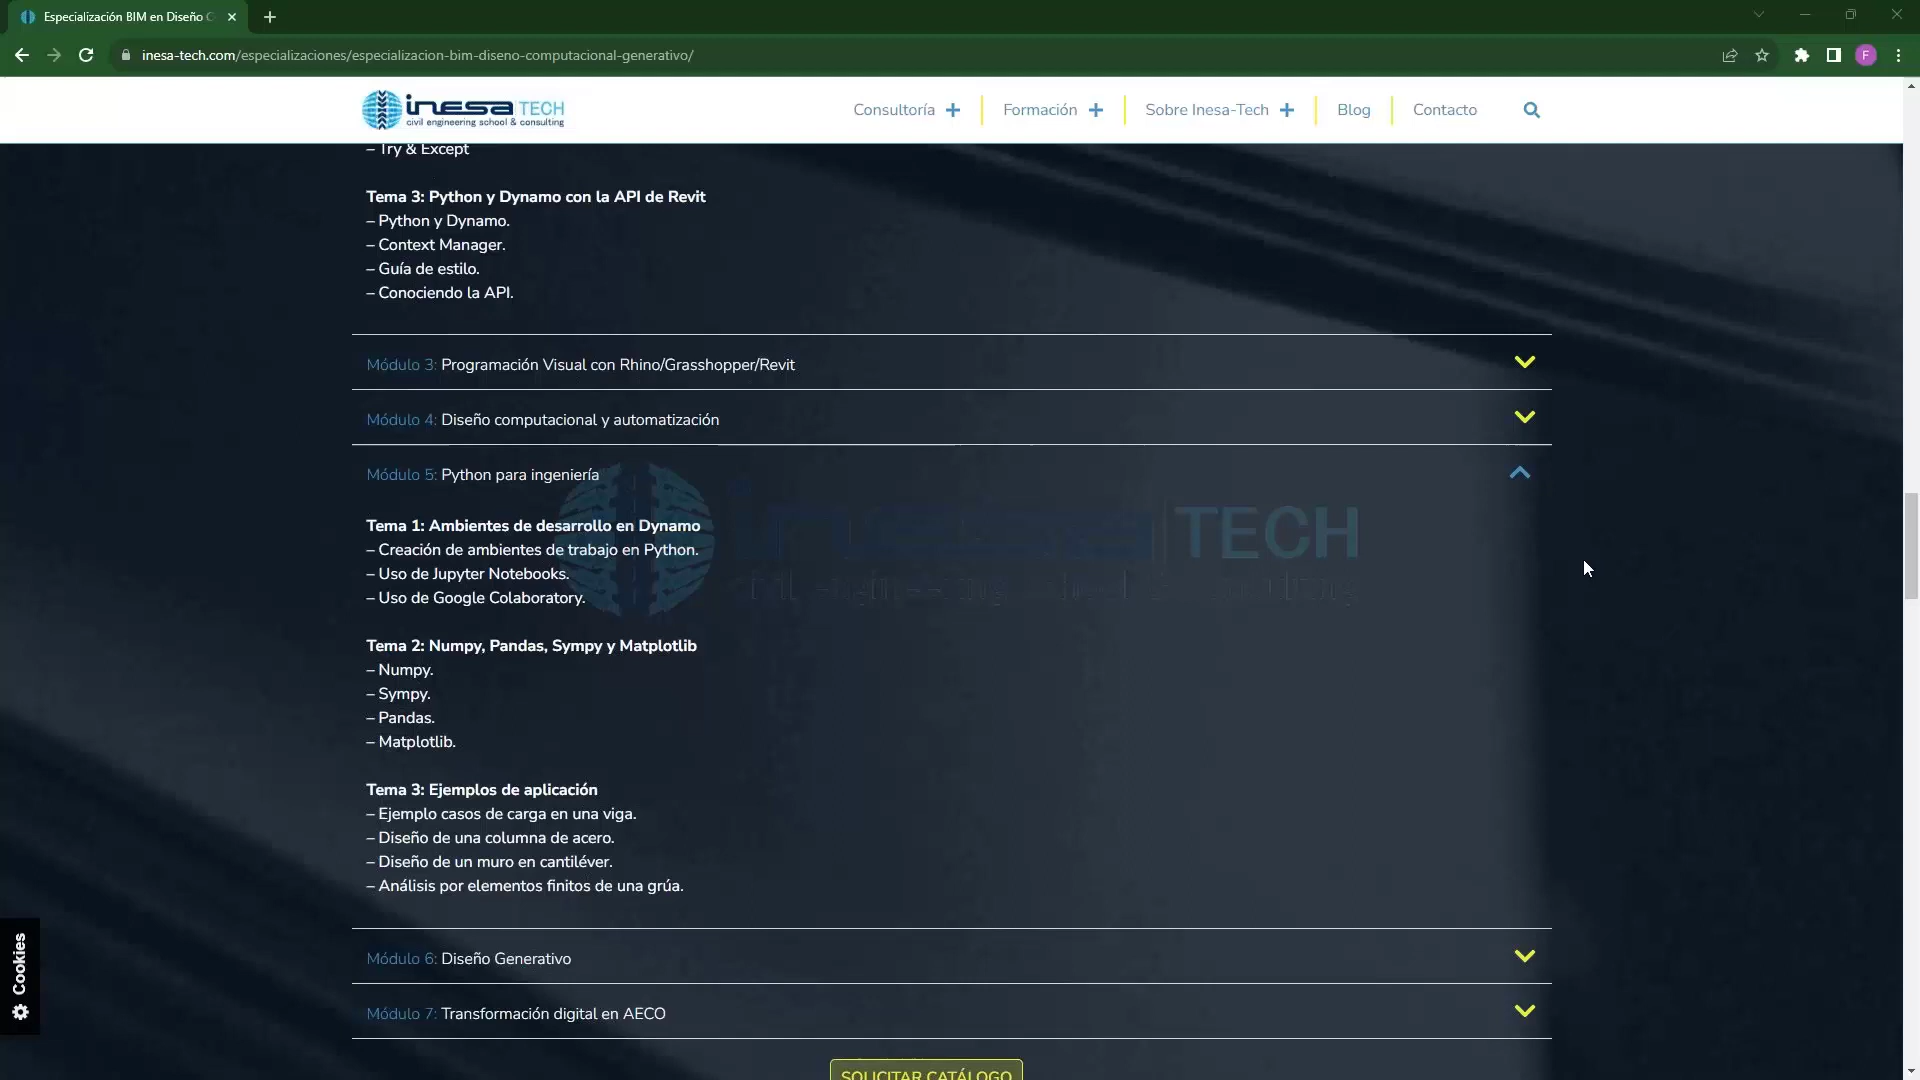 Especialización BIM en Diseño C
inesa-tech.com/especializaciones/especializacion-bim-diseno-computacional-generativo/
F
inesa TECH
civil engineering school & consulting
Consultoría +
Formación +
Sobre Inesa-Tech +
Blog
Contacto
– Try & Except
Tema 3: Python y Dynamo con la API de Revit
– Python y Dynamo.
– Context Manager.
– Guía de estilo.
– Conociendo la API.
Módulo 3: Programación Visual con Rhino/Grasshopper/Revit
Módulo 4: Diseño computacional y automatización
Módulo 5: Python para ingeniería
inesa TECH
civil engineering school & consulting
Tema 1: Ambientes de desarrollo en Dynamo
– Creación de ambientes de trabajo en Python.
– Uso de Jupyter Notebooks.
– Uso de Google Colaboratory.
Tema 2: Numpy, Pandas, Sympy y Matplotlib
– Numpy.
– Sympy.
– Pandas.
– Matplotlib.
Tema 3: Ejemplos de aplicación
– Ejemplo casos de carga en una viga.
– Diseño de una columna de acero.
– Diseño de un muro en cantiléver.
– Análisis por elementos finitos de una grúa.
Módulo 6: Diseño Generativo
Módulo 7: Transformación digital en AECO
Cookies
SOLICITAR CATÁLOGO